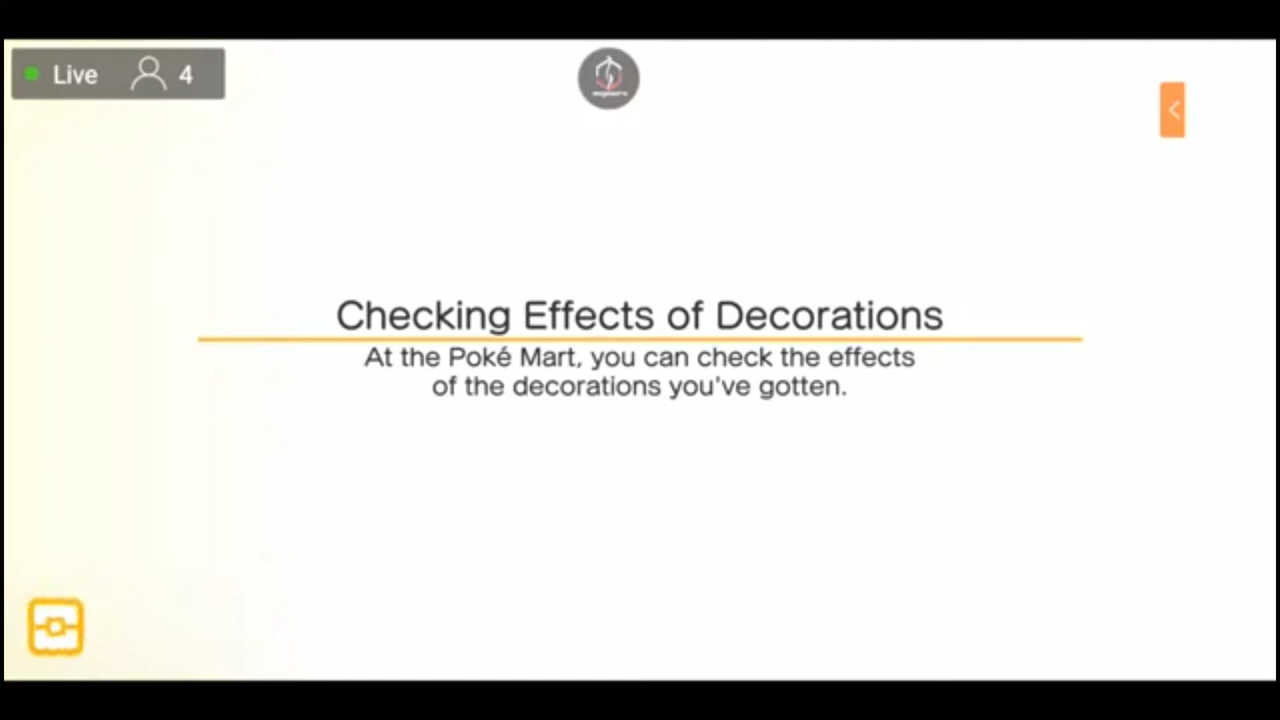 Live 4
Checking Effects of Decorations
At the Poké Mart, you can check the effects
of the decorations you've gotten.